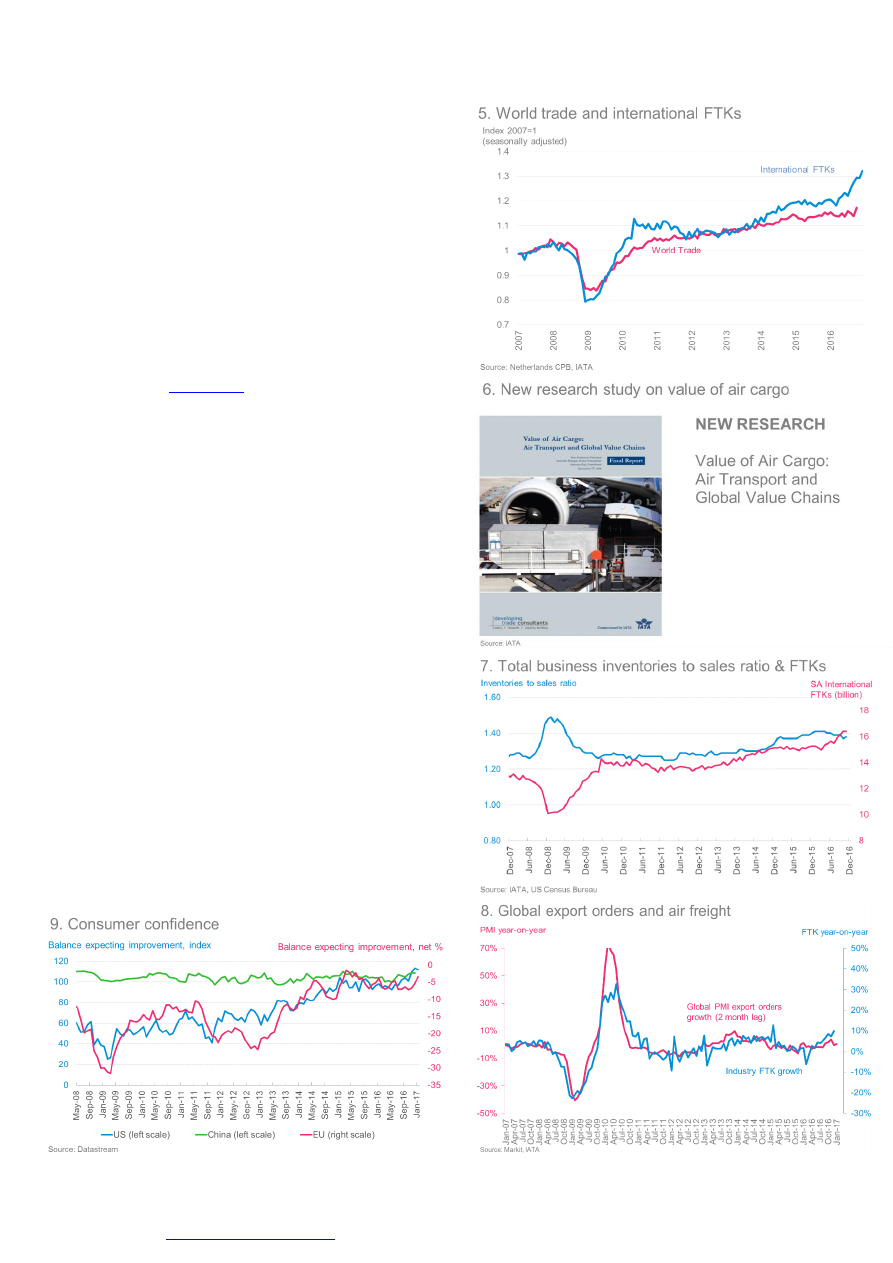 5. World trade and international FTKs
Index 2007=1
(seasonally adjusted)
1.4
1.3
1.2
1.1
1
0.9
0.8
0.7
International FTKs
World Trade
2007 2008 2009 2010 2011 2012 2013 2014 2015 2016
Source: Netherlands CPB, IATA
6. New research study on value of air cargo
Value of Air Cargo:
Air Transport and Global Value Chains
Final Report
developing
trade consultants
Commissioned by IATA
IATA
NEW RESEARCH
Value of Air Cargo:
Air Transport and
Global Value Chains
Source: IATA
7. Total business inventories to sales ratio & FTKs
Inventories to sales ratio
SA International
FTKs (billion)
1.60
1.40
1.20
1.00
0.80
18
16
14
12
10
8
Dec-07 Jun-08 Dec-08 Jun-09 Dec-09 Jun-10 Dec-10 Jun-11 Dec-11 Jun-12 Dec-12 Jun-13 Dec-13 Jun-14 Dec-14 Jun-15 Dec-15 Jun-16 Dec-16
Source: IATA, US Census Bureau
8. Global export orders and air freight
PMI year-on-year
FTK year-on-year
70%
50%
30%
10%
-10%
-30%
-50%
50%
40%
30%
20%
10%
0%
-10%
-20%
-30%
Global PMI export orders
growth (2 month lag)
Industry FTK growth
Jan-07 Apr-07 Jul-07 Oct-07 Jan-08 Apr-08 Jul-08 Oct-08 Jan-09 Apr-09 Jul-09 Oct-09 Jan-10 Apr-10 Jul-10 Oct-10 Jan-11 Apr-11 Jul-11 Oct-11 Jan-12 Apr-12 Jul-12 Oct-12 Jan-13 Apr-13 Jul-13 Oct-13 Jan-14 Apr-14 Jul-14 Oct-14 Jan-15 Apr-15 Jul-15 Oct-15 Jan-16 Apr-16 Jul-16 Oct-16 Jan-17
Source: Markit, IATA
9. Consumer confidence
Balance expecting improvement, index
Balance expecting improvement, net %
120
100
80
60
40
20
0
0
-5
-10
-15
-20
-25
-30
-35
May-08 Sep-08 Jan-09 May-09 Sep-09 Jan-10 May-10 Sep-10 Jan-11 May-11 Sep-11 Jan-12 May-12 Sep-12 Jan-13 May-13 Sep-13 Jan-14 May-14 Sep-14 Jan-15 May-15 Sep-15 Jan-16 May-16 Sep-16 Jan-17
US (left scale) China (left scale) EU (right scale)
Source: Datastream